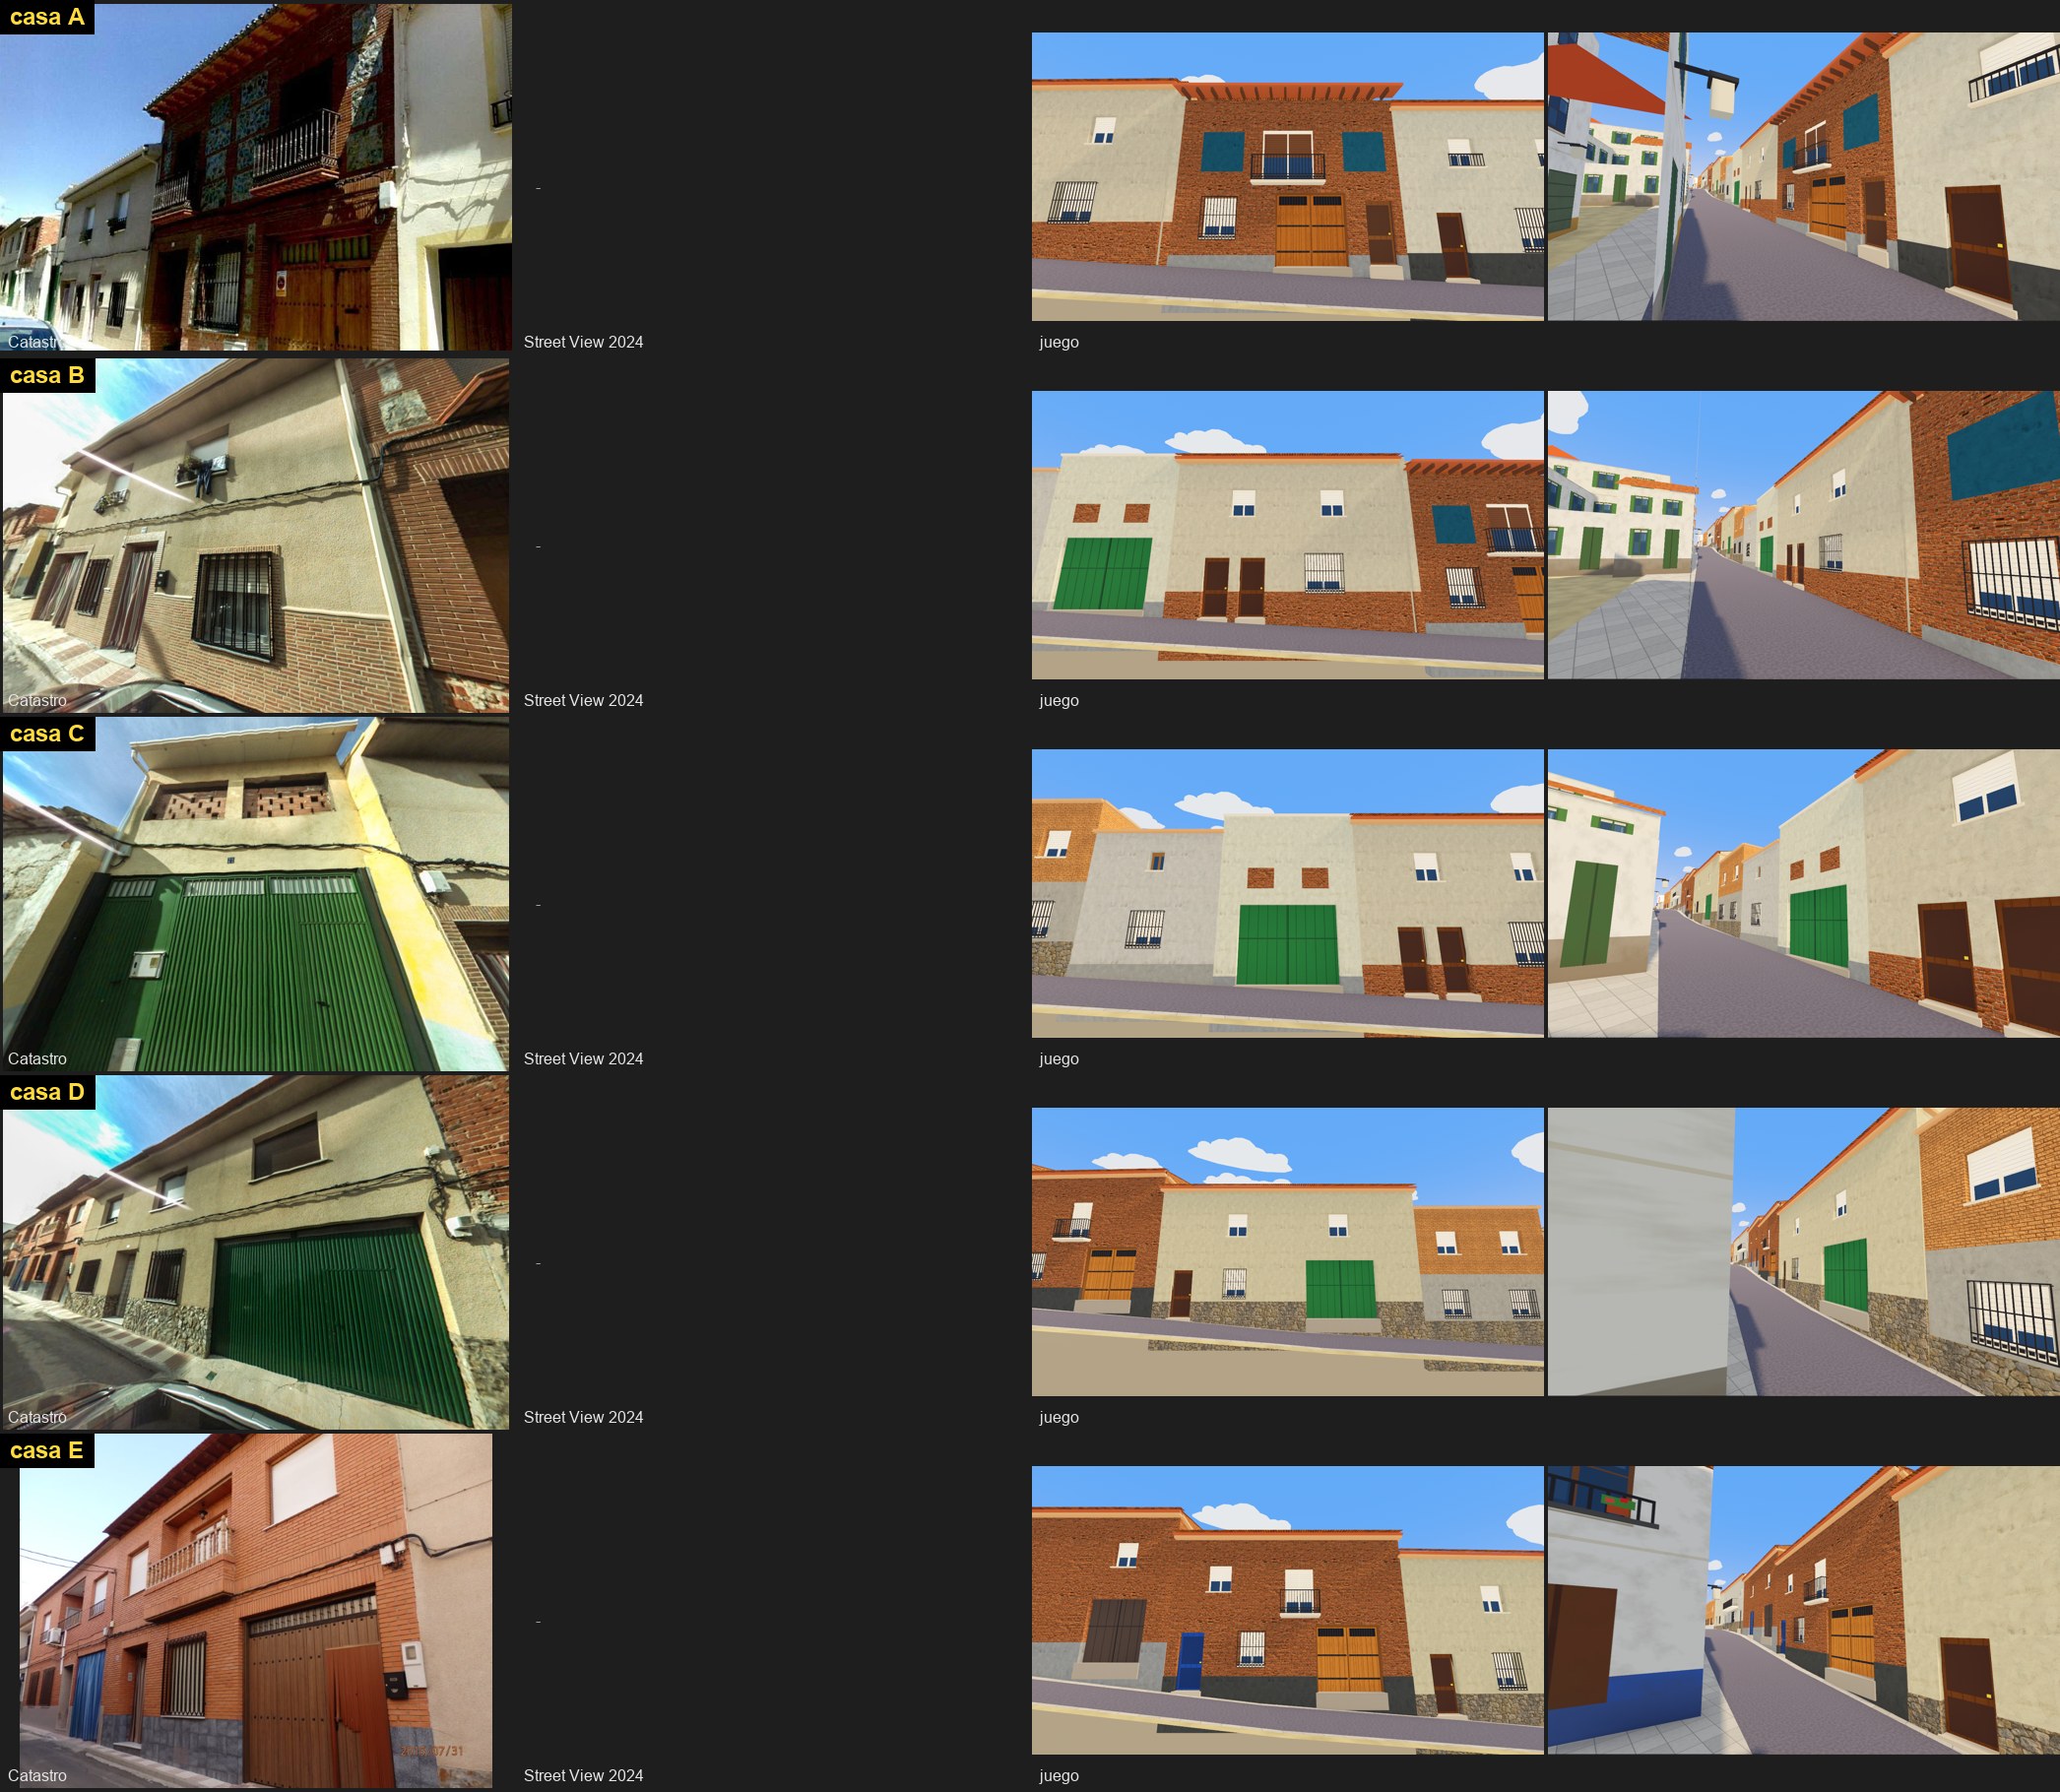 casa A
-
Catastro
Street View 2024
juego
casa B
-
Catastro
Street View 2024
juego
casa C
-
Catastro
Street View 2024
juego
casa D
-
Catastro
Street View 2024
juego
casa E
-
Catastro
Street View 2024
juego